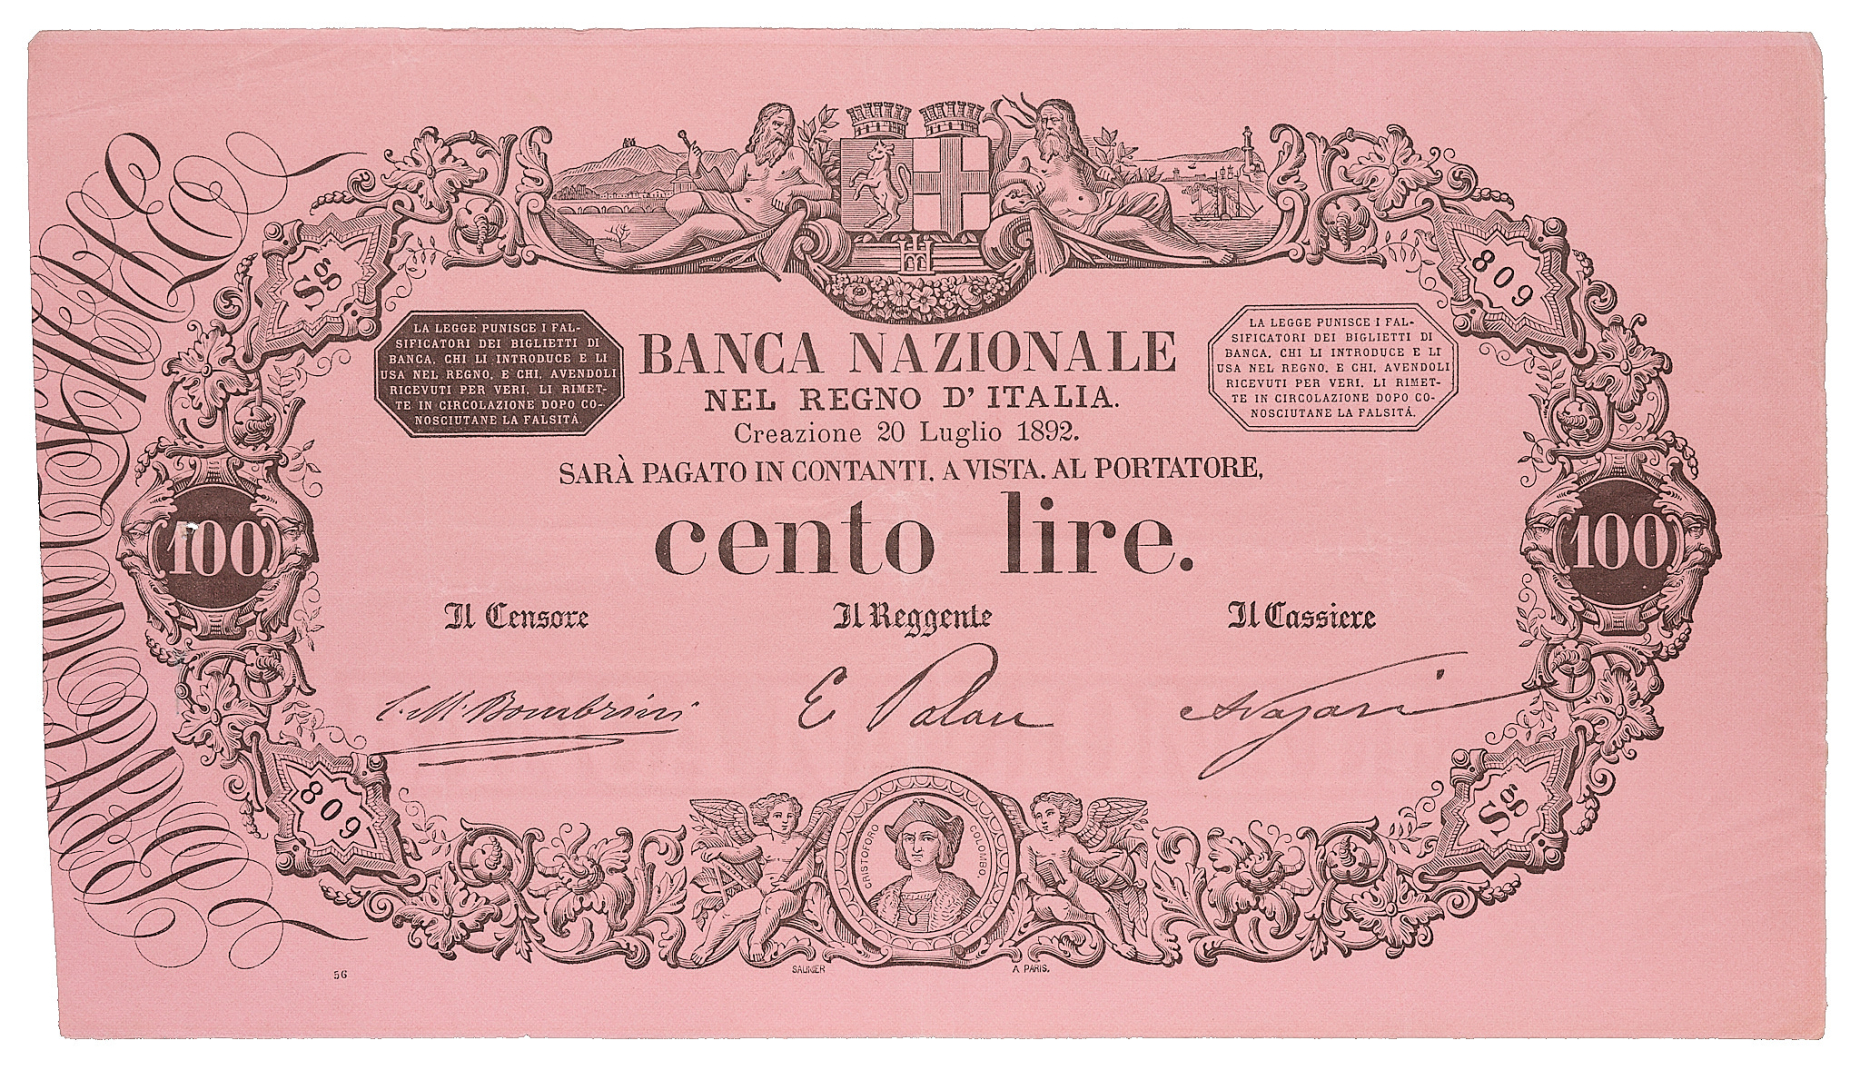 Sg
809
LA LEGGE PUNISCE I FAL-
SIFICATORI DEI BIGLIETTI DI
BANCA, CHI LI INTRODUCE E LI
USA NEL REGNO, E CHI, AVENDOLI
RICEVUTI PER VERI, LI RIMET-
TE IN CIRCOLAZIONE DOPO CO-
NOSCIUTANE LA FALSITÀ.
BANCA NAZIONALE
NEL REGNO D'ITALIA.
Creazione 20 Luglio 1892.
LA LEGGE PUNISCE I FAL-
SIFICATORI DEI BIGLIETTI DI
BANCA, CHI LI INTRODUCE E LI
USA NEL REGNO, E CHI, AVENDOLI
RICEVUTI PER VERI, LI RIMET-
TE IN CIRCOLAZIONE DOPO CO-
NOSCIUTANE LA FALSITÁ.
SARÀ PAGATO IN CONTANTI, A VISTA, AL PORTATORE,
cento lire.
100
100
Il Censore
Il Reggente
Il Cassiere
Bombrini
E
809
Sg
CRISTOFORO COLOMBO
SAUNIER
A PARIS.
56